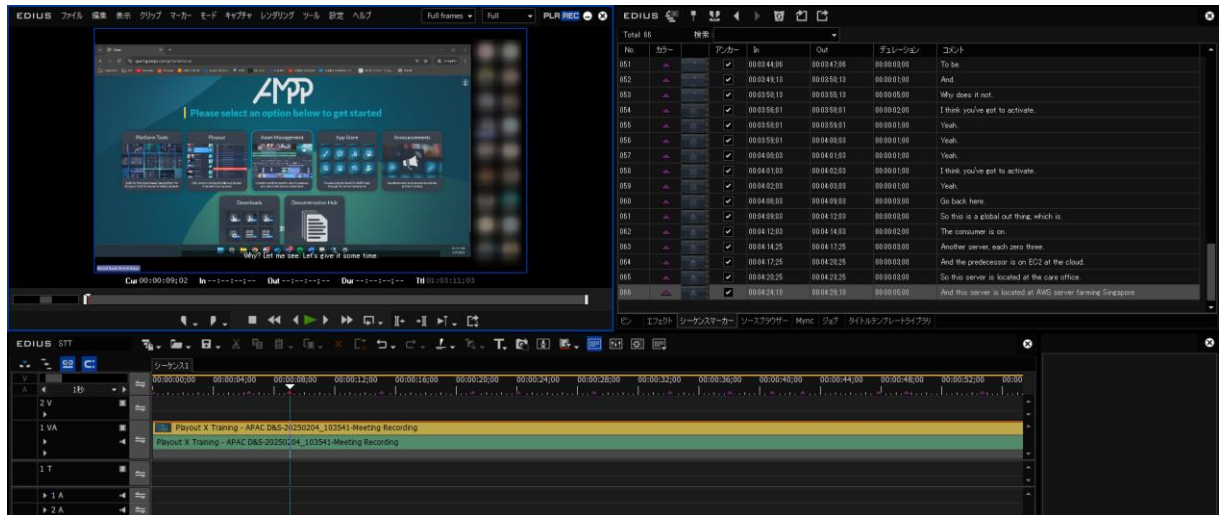 EDIUS ファイル 編集 表示 クリップ マーカー モード キャプチャ レンダリング ツール 設定 ヘルプ Full frames Full PLR REC
AMPP
Please select an option below to get started
Platform Tools Playout Asset Management App Store Announcements
Downloads Documentation Hub
Why? Let me see. Let's give it some time.
Cur 00:00:09;02 In --:--:--;-- Out --:--:--;-- Dur --:--:--;-- Ttl 01:03:11;03
EDIUS
Total: 66 検索:
No. カラー アンカー In Out デュレーション コメント
051 00:03:44;06 00:03:47;06 00:00:03;00 To be.
052 00:03:49;13 00:03:50;13 00:00:01;00 And.
053 00:03:50;13 00:03:55;13 00:00:05;00 Why does it not.
054 00:03:56;01 00:03:58;01 00:00:02;00 I think you've got to activate.
055 00:03:58;01 00:03:59;01 00:00:01;00 Yeah.
056 00:03:59;01 00:04:00;03 00:00:01;00 Yeah.
057 00:04:00;03 00:04:01;03 00:00:01;00 Yeah.
058 00:04:01;03 00:04:02;03 00:00:01;00 I think you've got to activate.
059 00:04:02;03 00:04:03;03 00:00:01;00 Yeah.
060 00:04:06;03 00:04:09;03 00:00:03;00 Go back here.
061 00:04:09;03 00:04:12;03 00:00:03;00 So this is a global out thing, which is.
062 00:04:12;03 00:04:14;03 00:00:02;00 The consumer is on.
063 00:04:14;25 00:04:17;25 00:00:03;00 Another server, each zero three.
064 00:04:17;25 00:04:20;25 00:00:03;00 And the predecessor is on EC2 at the cloud.
065 00:04:20;25 00:04:23;25 00:00:03;00 So this server is located at the care office.
066 00:04:24;10 00:04:29;10 00:00:05;00 And this server is located at AWS server farming Singapore.
ビン エフェクト シーケンスマーカー ソースブラウザー Mync ジョブ タイトルテンプレートライブラリ
EDIUS STT
シーケンス1
V
A 1秒
00:00:00;00 00:00:04;00 00:00:08;00 00:00:12;00 00:00:16;00 00:00:20;00 00:00:24;00 00:00:28;00 00:00:32;00 00:00:36;00 00:00:40;00 00:00:44;00 00:00:48;00 00:00:52;00 00:00
2 V
1 VA Playout X Training - APAC D&S-20250204_103541-Meeting Recording
Playout X Training - APAC D&S-20250204_103541-Meeting Recording
1 T
1 A
2 A